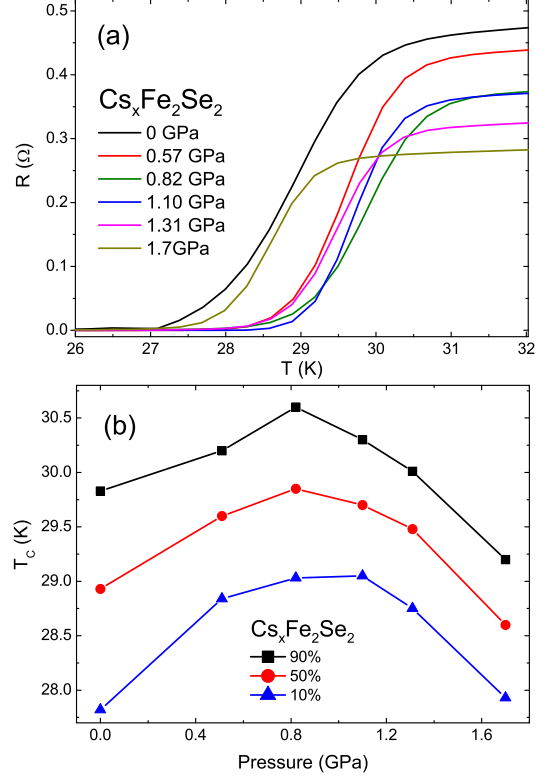 (a)
Cs_xFe_2Se_2
0 GPa
0.57 GPa
0.82 GPa
1.10 GPa
1.31 GPa
1.7GPa
R (Ω)
0.5
0.4
0.3
0.2
0.1
0.0
26 27 28 29 30 31 32
T (K)
(b)
T_C (K)
30.5
30.0
29.5
29.0
28.5
28.0
Cs_xFe_2Se_2
90%
50%
10%
0.0 0.4 0.8 1.2 1.6
Pressure (GPa)